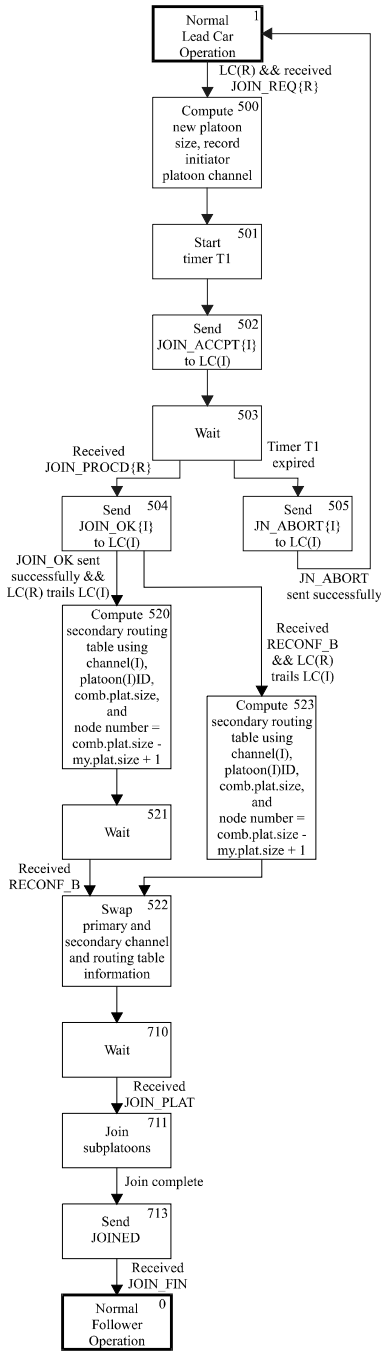 1
Normal
Lead Car
Operation
LC(R) && received
JOIN_REQ{R}
500
Compute
new platoon
size, record
initiator
platoon channel
501
Start
timer T1
502
Send
JOIN_ACCPT{I}
to LC(I)
503
Wait
Received
JOIN_PROCD{R}
Timer T1
expired
504
Send
JOIN_OK{I}
to LC(I)
505
Send
JN_ABORT{I}
to LC(I)
JOIN_OK sent
successfully &&
LC(R) trails LC(I)
JN_ABORT
sent successfully
Compute 520
secondary routing
table using
channel(I),
platoon(I)ID,
comb.plat.size,
and
node number =
comb.plat.size -
my.plat.size + 1
Received
RECONF_B
&& LC(R)
trails LC(I)
Compute 523
secondary routing
table using
channel(I),
platoon(I)ID,
comb.plat.size,
and
node number =
comb.plat.size -
my.plat.size + 1
521
Wait
Received
RECONF_B
522
Swap
primary and
secondary channel
and routing table
information
710
Wait
Received
JOIN_PLAT
711
Join
subplatoons
Join complete
713
Send
JOINED
Received
JOIN_FIN
0
Normal
Follower
Operation